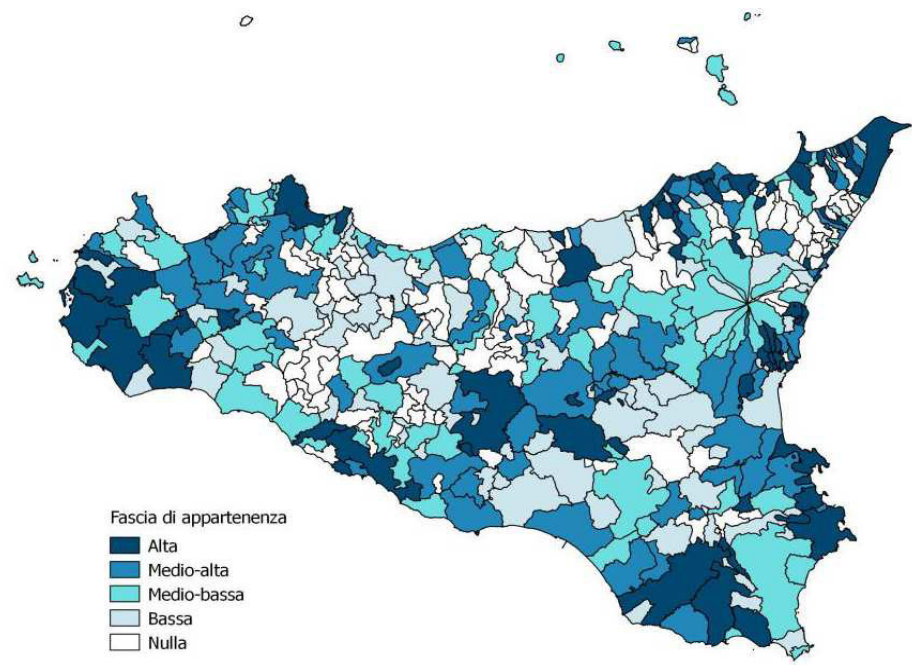 Fascia di appartenenza
Alta
Medio-alta
Medio-bassa
Bassa
Nulla